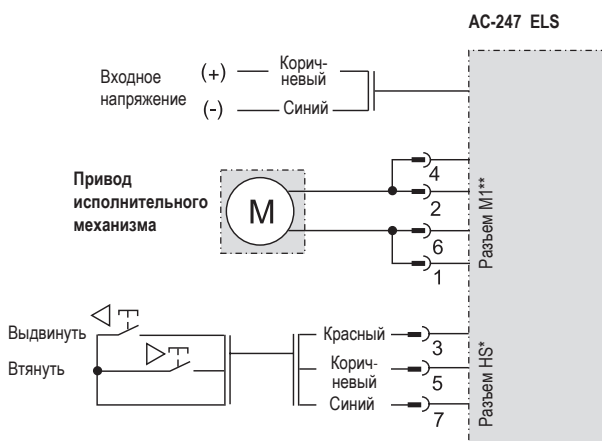 AC-247 ELS
Входное
напряжение
(+)
Корич-
невый
(-)
Синий
Привод
исполнительного
механизма
M
4
2
6
1
Разъем M1**
Выдвинуть
Втянуть
Красный
3
Корич-
невый
5
Синий
7
Разъем HS*